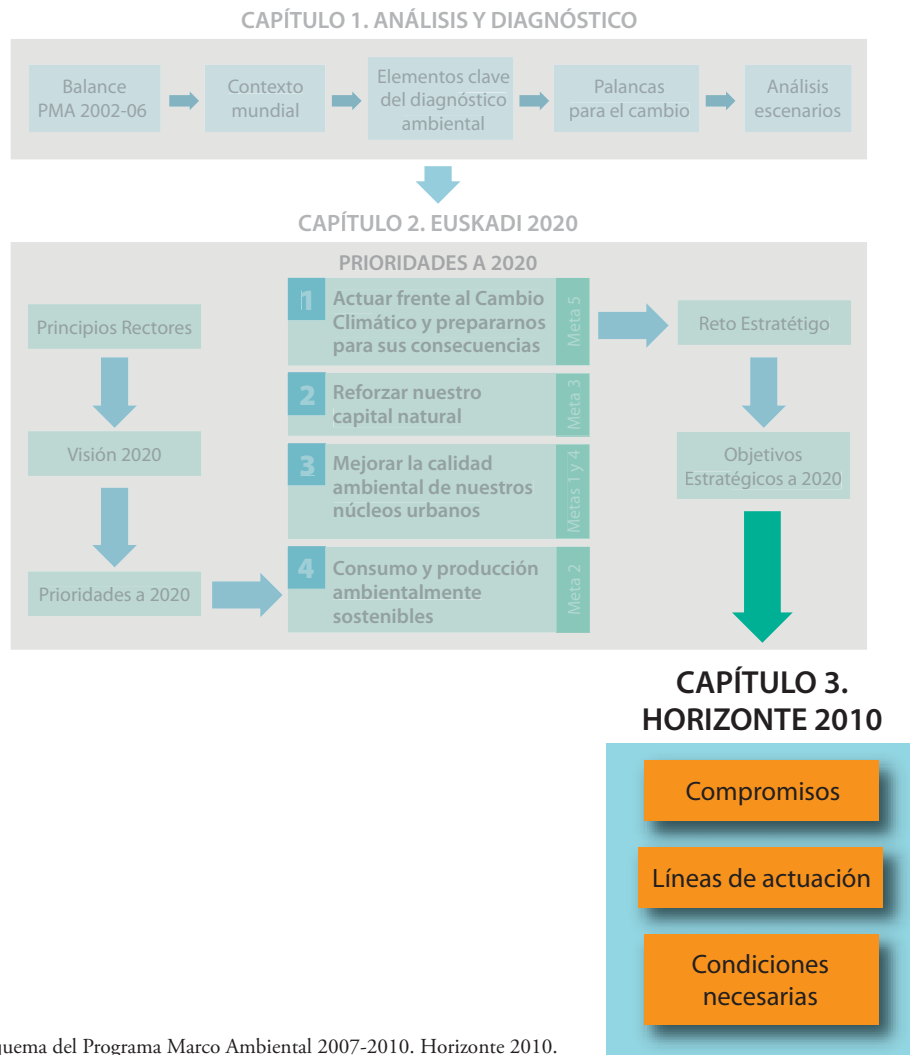 CAPÍTULO 1. ANÁLISIS Y DIAGNÓSTICO
Balance
PMA 2002-06
Contexto
mundial
Elementos clave
del diagnóstico
ambiental
Palancas
para el cambio
Análisis
escenarios
CAPÍTULO 2. EUSKADI 2020
Principios Rectores
Visión 2020
Prioridades a 2020
PRIORIDADES A 2020
1
Actuar frente al Cambio
Climático y prepararnos
para sus consecuencias
Meta 5
2
Reforzar nuestro
capital natural
Meta 3
3
Mejorar la calidad
ambiental de nuestros
núcleos urbanos
Metas 1 y 4
4
Consumo y producción
ambientalmente
sostenibles
Meta 2
Reto Estratétigo
Objetivos
Estratégicos a 2020
CAPÍTULO 3.
HORIZONTE 2010
Compromisos
Líneas de actuación
Condiciones
necesarias
del Programa Marco Ambiental 2007-2010. Horizonte 2010.